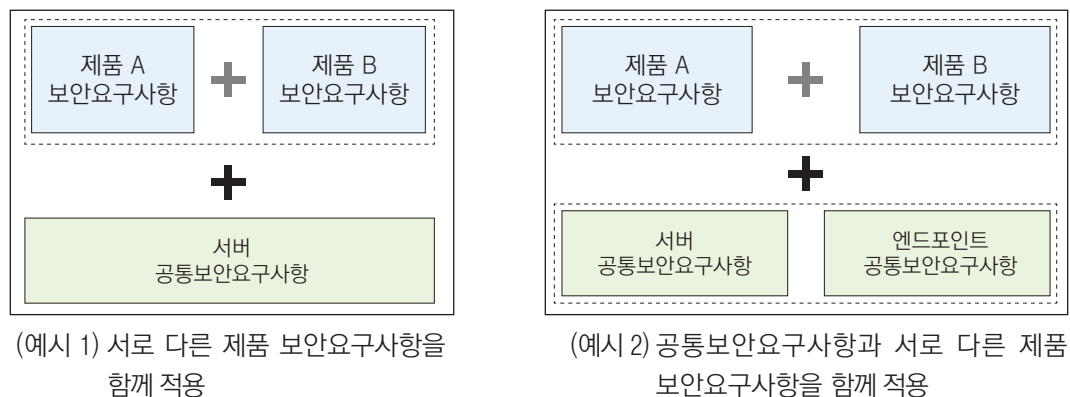 제품 A
보안요구사항
+
제품 B
보안요구사항
+
서버
공통보안요구사항
(예시 1) 서로 다른 제품 보안요구사항을
함께 적용
제품 A
보안요구사항
+
제품 B
보안요구사항
+
서버
공통보안요구사항
엔드포인트
공통보안요구사항
(예시 2) 공통보안요구사항과 서로 다른 제품
보안요구사항을 함께 적용